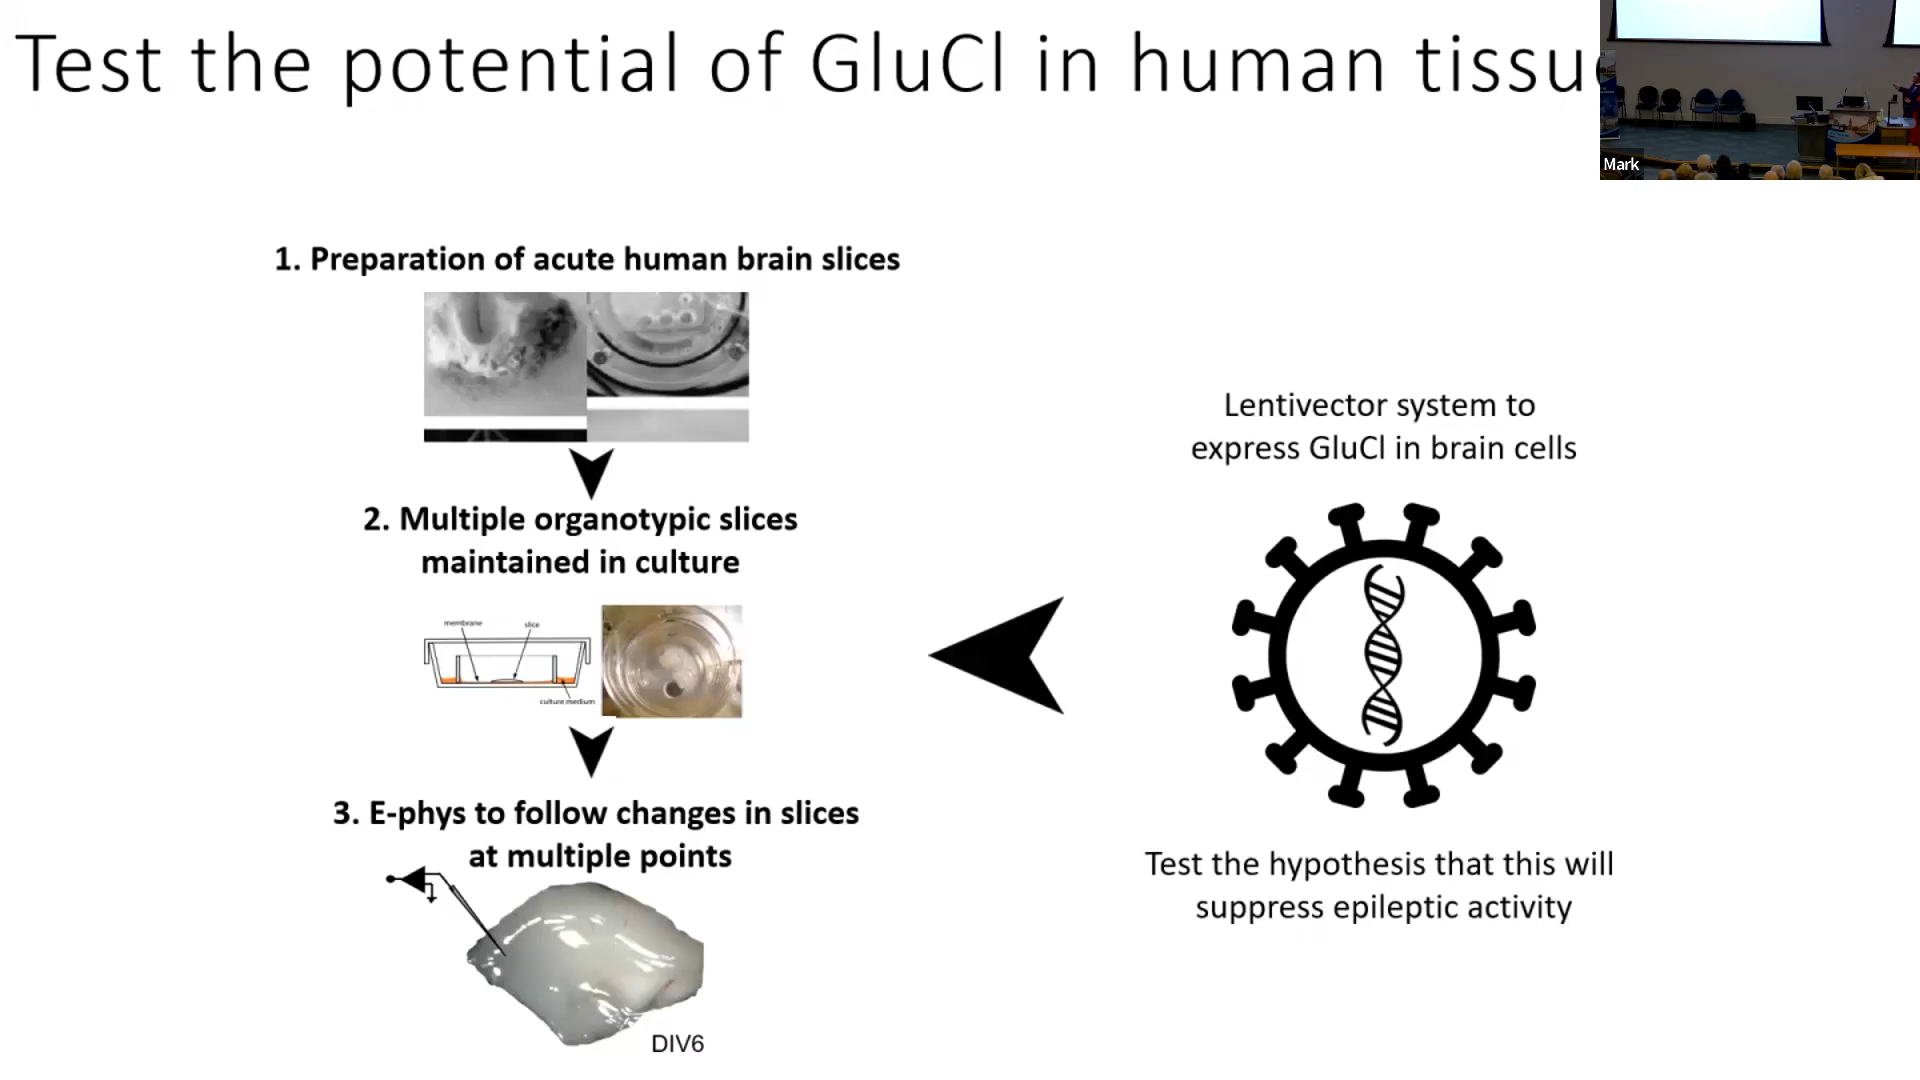 Test the potential of GluCl in human tissu
Mark
1. Preparation of acute human brain slices
2. Multiple organotypic slices
maintained in culture
membrane
slice
culture medium
3. E-phys to follow changes in slices
at multiple points
DIV6
Lentivector system to
express GluCl in brain cells
Test the hypothesis that this will
suppress epileptic activity